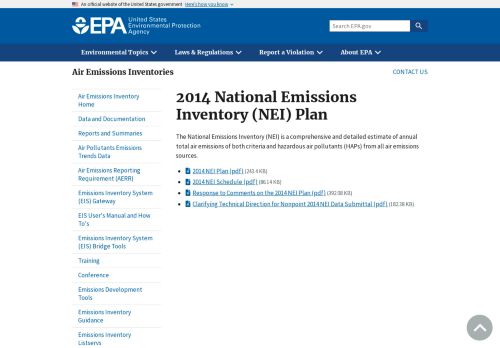 An official website of the United States government Here's how you know
EPA United States
Environmental Protection
Agency
Search EPA.gov
Environmental Topics Laws & Regulations Report a Violation About EPA
Air Emissions Inventories CONTACT US
Air Emissions Inventory
Home
Data and Documentation
Reports and Summaries
Air Pollutants Emissions
Trends Data
Air Emissions Reporting
Requirement (AERR)
Emissions Inventory System
(EIS) Gateway
EIS User's Manual and How
To's
Emissions Inventory System
(EIS) Bridge Tools
Training
Conference
Emissions Development
Tools
Emissions Inventory
Guidance
Emissions Inventory
Listservs
2014 National Emissions
Inventory (NEI) Plan
The National Emissions Inventory (NEI) is a comprehensive and detailed estimate of annual
total air emissions of both criteria and hazardous air pollutants (HAPs) from all air emissions
sources.
2014 NEI Plan (pdf) (243.4 KB)
2014 NEI Schedule (pdf) (86.14 KB)
Response to Comments on the 2014 NEI Plan (pdf) (392.08 KB)
Clarifying Technical Direction for Nonpoint 2014 NEI Data Submittal (pdf) (182.38 KB)